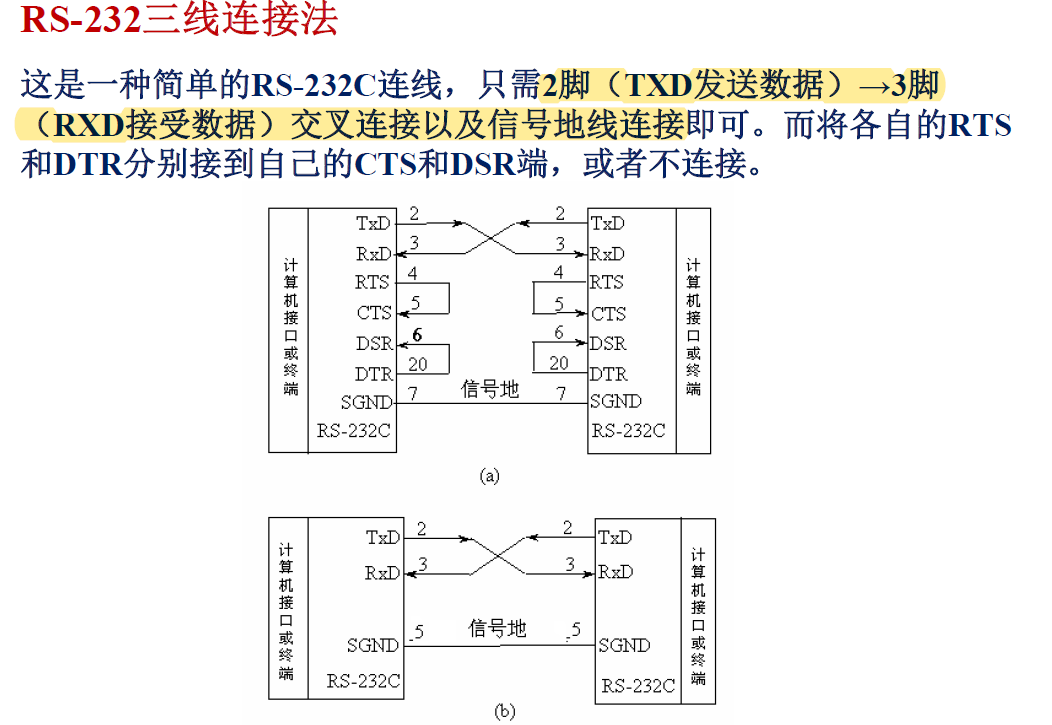 RS-232三线连接法
这是一种简单的RS-232C连线，只需2脚（TXD发送数据）→3脚
（RXD接受数据）交叉连接以及信号地线连接即可。而将各自的RTS
和DTR分别接到自己的CTS和DSR端，或者不连接。
计算机接口或终端
TxD 2 2 TxD
RxD 3 3 RxD
RTS 4 4 RTS
CTS 5 5 CTS
DSR 6 6 DSR
DTR 20 20 DTR
SGND 7 信号地 7 SGND
RS-232C RS-232C
计算机接口或终端
(a)
计算机接口或终端
TxD 2 2 TxD
RxD 3 3 RxD
SGND 5 信号地 5 SGND
RS-232C RS-232C
计算机接口或终端
(b)